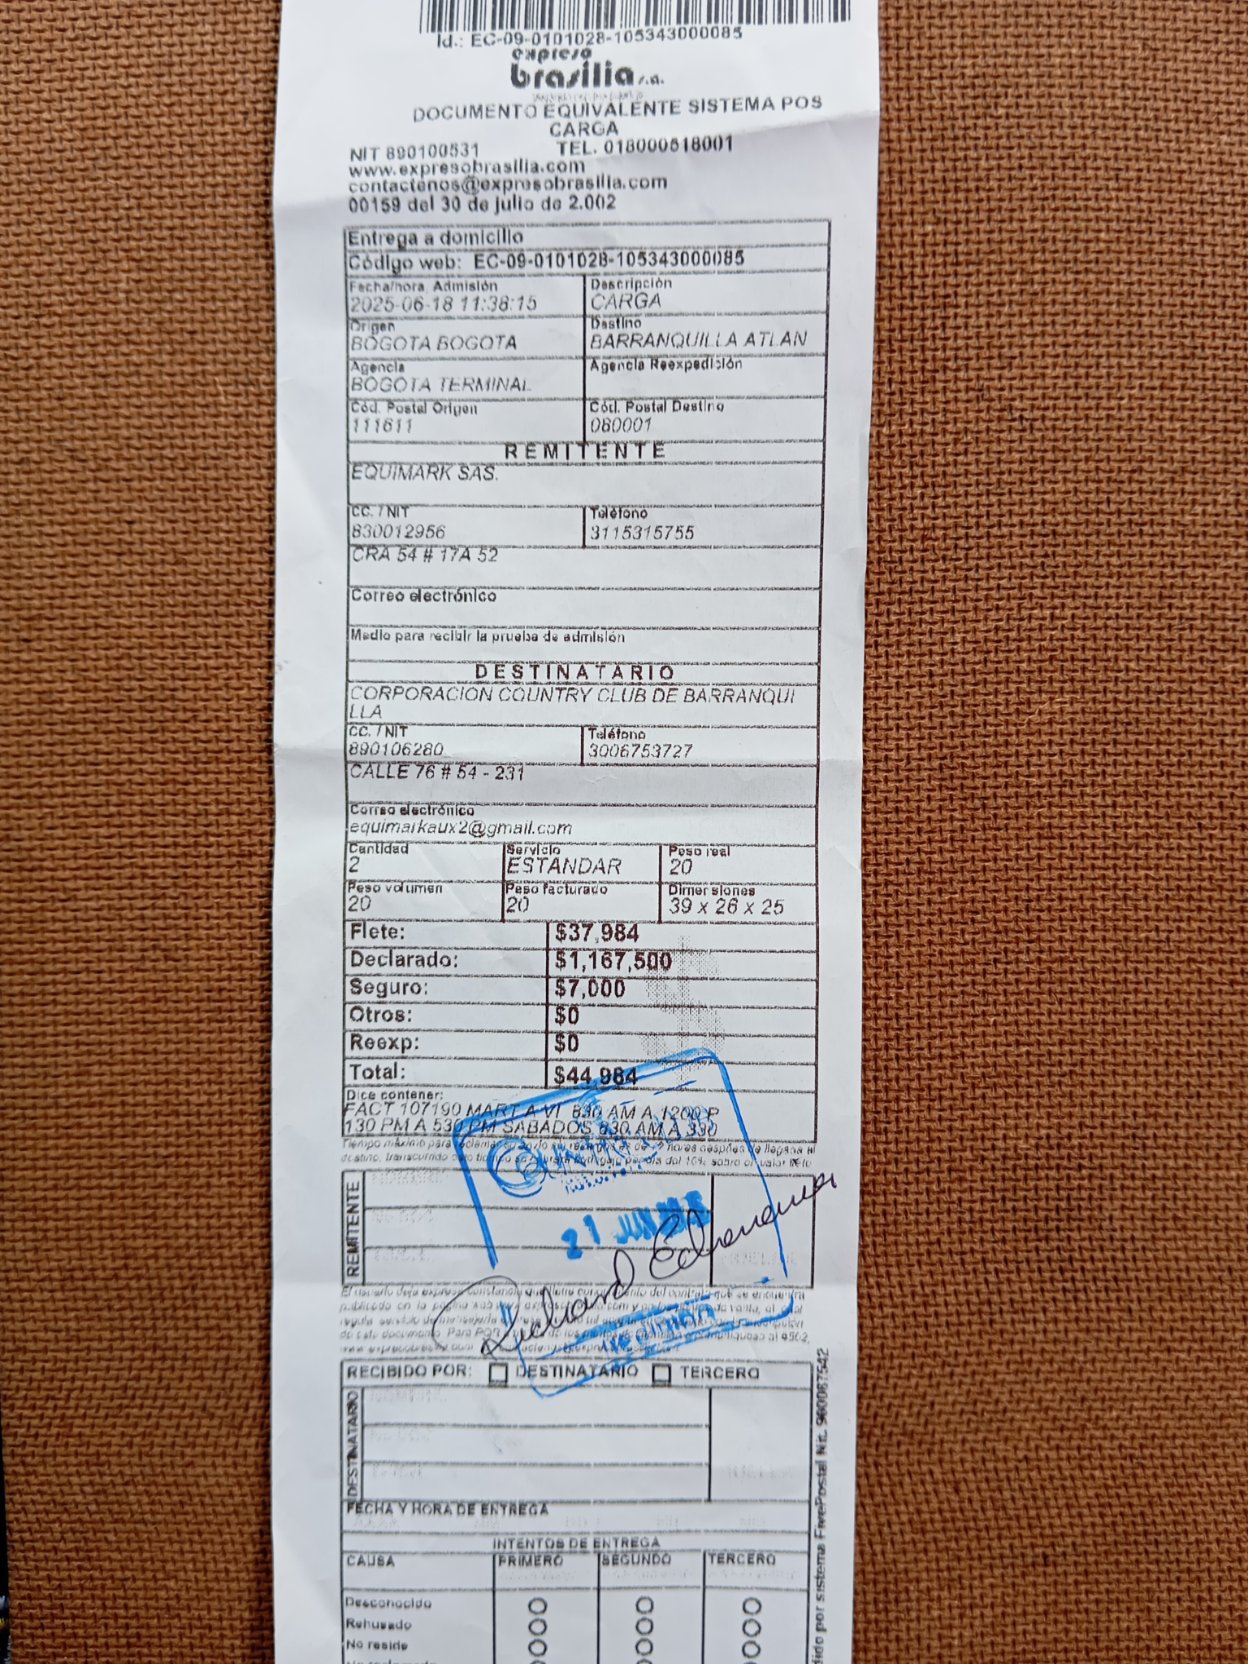 Id.: EC-09-0101028-105343000085
expreso
brasilia s.a.
DOCUMENTO EQUIVALENTE SISTEMA POS
CARGA
NIT 890100531 TEL. 018000518001
www.expresobrasilia.com
contactenos@expresobrasilia.com
00159 del 30 de julio de 2.002
Entrega a domicilio
Código web: EC-09-0101028-105343000085
Fecha/hora Admisión Descripción
2025-06-18 11:38:15 CARGA
Origen Destino
BOGOTA BOGOTA BARRANQUILLA ATLAN
Agencia Agencia Reexpedición
BOGOTA TERMINAL
Cód. Postal Origen Cód. Postal Destino
111611 080001
REMITENTE
EQUIMARK SAS.
CC. / NIT Teléfono
830012956 3115315755
CRA 54 # 17A 52
Correo electrónico
Medio para recibir la prueba de admisión
DESTINATARIO
CORPORACION COUNTRY CLUB DE BARRANQUI
LLA
CC. / NIT Teléfono
890106280 3006753727
CALLE 76 # 54 - 231
Correo electrónico
equimarkaux2@gmail.com
Cantidad Servicio Peso real
2 ESTANDAR 20
Peso volumen Peso facturado Dimensiones
20 20 39 x 26 x 25
Flete: $37,984
Declarado: $1,167,500
Seguro: $7,000
Otros: $0
Reexp: $0
Total: $44,984
Dice contener:
FACT 107190 MART A VI 830 AM A 1200 P
130 PM A 530 PM SABADOS 830 AM A 330
REMITENTE
21 JUN
Richard
RECIBIDO POR: DESTINATARIO TERCERO
DESTINATARIO
FECHA Y HORA DE ENTREGA
INTENTOS DE ENTREGA
CAUSA PRIMERO SEGUNDO TERCERO
Desconocido
Rehusado
No reside
dido por sistema FivePostal Nit. 900067542